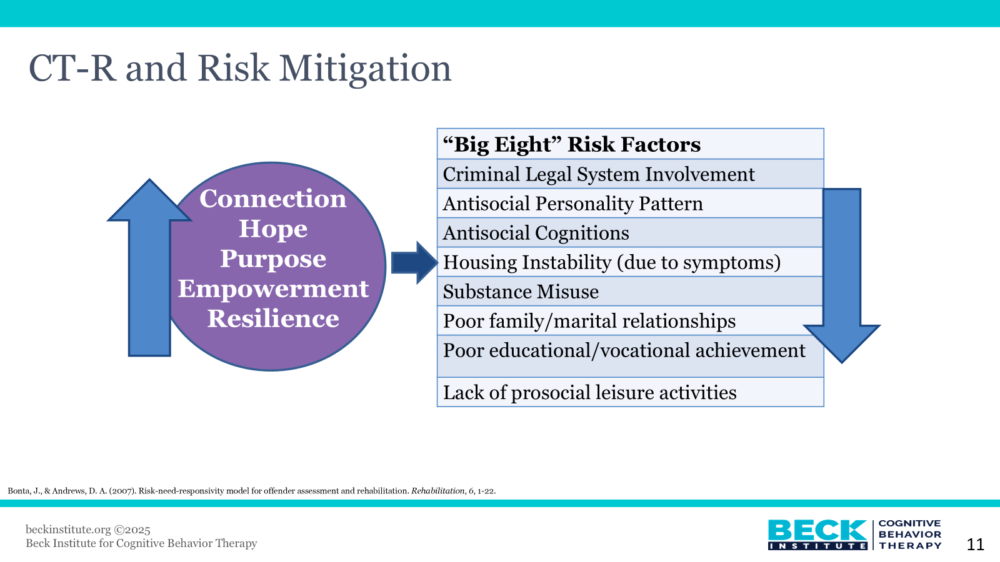 CT-R and Risk Mitigation
Connection
Hope
Purpose
Empowerment
Resilience
“Big Eight” Risk Factors
Criminal Legal System Involvement
Antisocial Personality Pattern
Antisocial Cognitions
Housing Instability (due to symptoms)
Substance Misuse
Poor family/marital relationships
Poor educational/vocational achievement
Lack of prosocial leisure activities
Bonta, J., & Andrews, D. A. (2007). Risk-need-responsivity model for offender assessment and rehabilitation. Rehabilitation, 6, 1-22.
beckinstitute.org ©2025
Beck Institute for Cognitive Behavior Therapy
BECK
INSTITUTE
COGNITIVE
BEHAVIOR
THERAPY
11